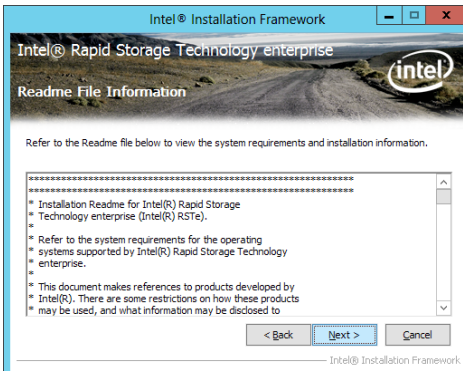 Intel® Installation Framework
Intel® Rapid Storage Technology enterprise
intel
Readme File Information
Refer to the Readme file below to view the system requirements and installation information.
************************************************************
************************************************************
* Installation Readme for Intel(R) Rapid Storage
* Technology enterprise (Intel(R) RSTe).
*
* Refer to the system requirements for the operating
* systems supported by Intel(R) Rapid Storage Technology
* enterprise.
*
* This document makes references to products developed by
* Intel(R). There are some restrictions on how these products
* may be used, and what information may be disclosed to
< Back Next > Cancel
Intel® Installation Framework